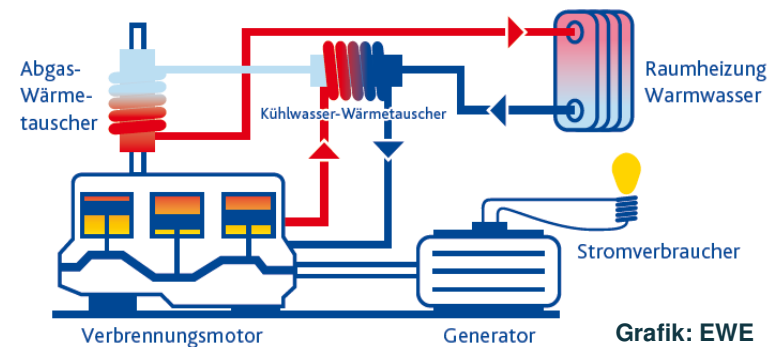 Abgas-
Wärme-
tauscher
Kühlwasser-Wärmetauscher
Raumheizung
Warmwasser
Stromverbraucher
Verbrennungsmotor
Generator
Grafik: EWE